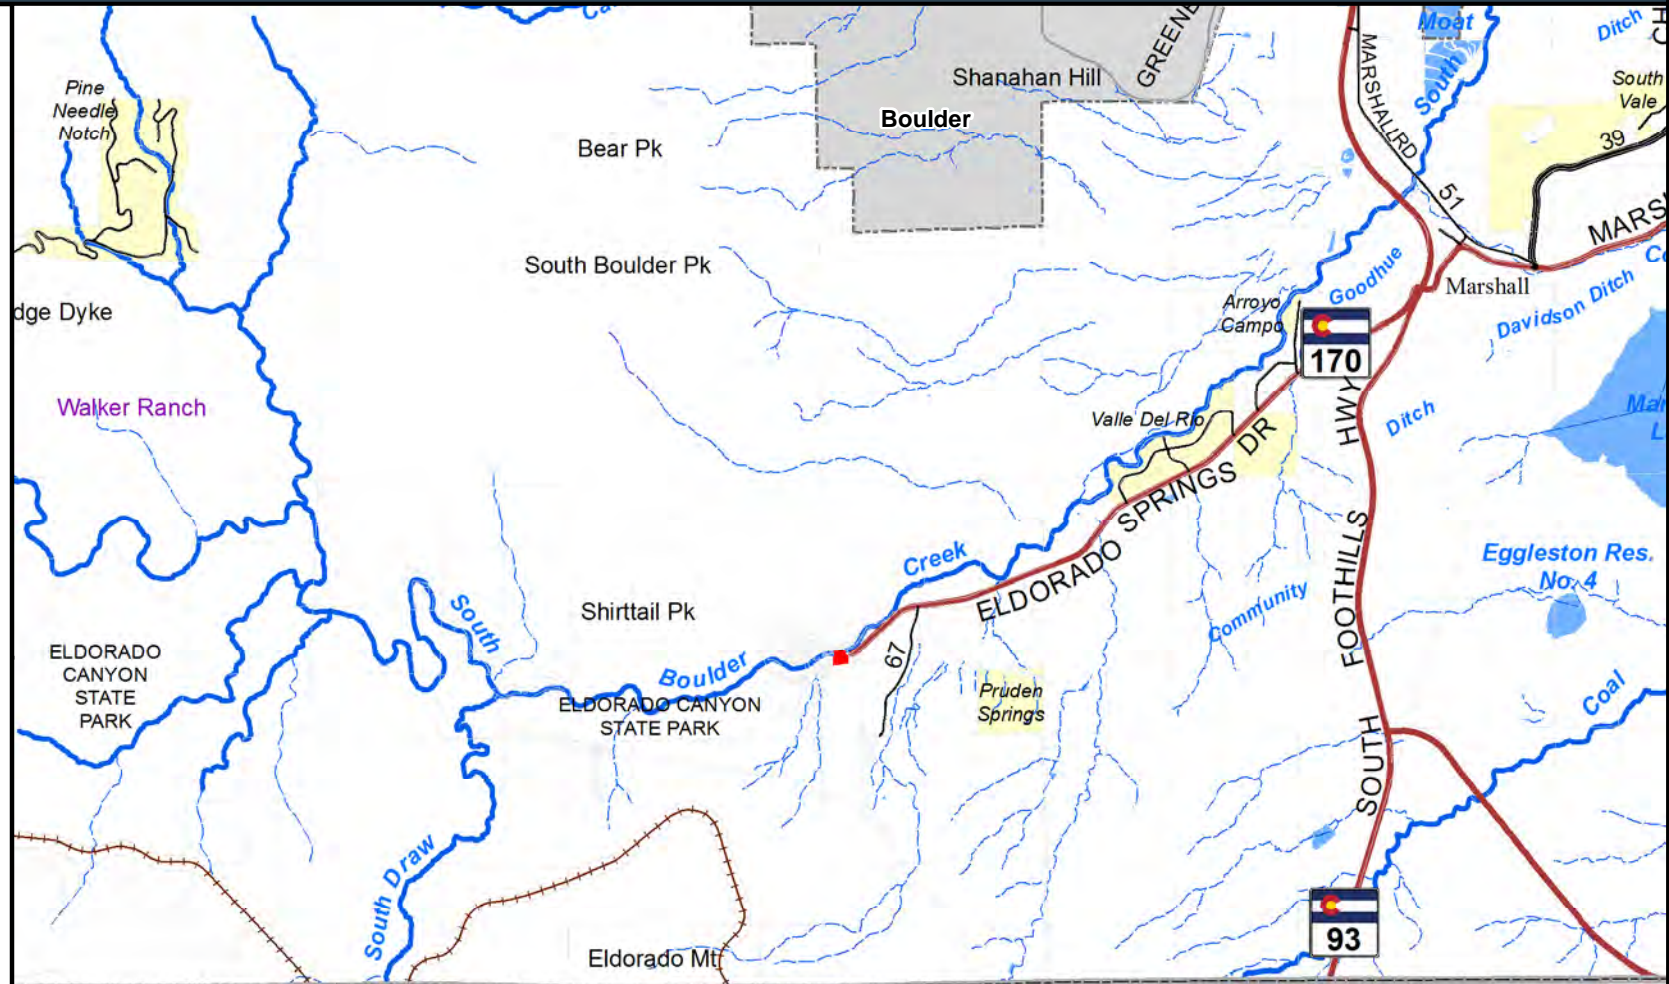 Moat
Ditch
South
GREENE
MARSHALL RD
Shanahan Hill
South
Vale
Pine
Needle
Notch
Boulder
39
Bear Pk
51
MARS
South Boulder Pk
Goodhue
Marshall
Arroyo
Campo
Davidson Ditch
dge Dyke
170
Walker Ranch
Valle Del Rio
Ditch
HWY
DR
SPRINGS
ELDORADO
FOOTHILLS
SOUTH
Creek
Eggleston Res.
No. 4
Community
South
Shirttail Pk
ELDORADO
CANYON
STATE
PARK
67
Boulder
ELDORADO CANYON
STATE PARK
Pruden
Springs
Coal
South Draw
93
Eldorado Mt